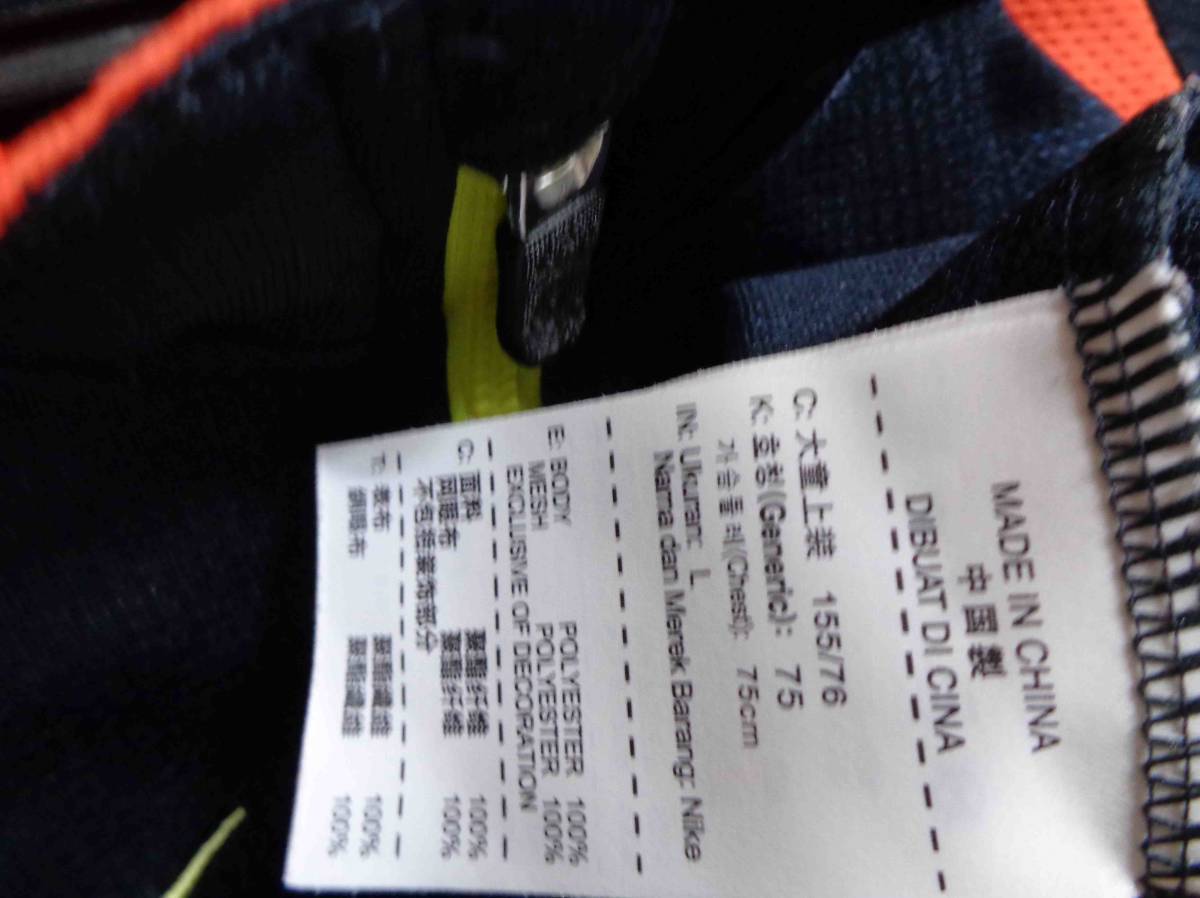 MADE IN CHINA
中國製
DIBUAT DI CINA
C: 大童上装 155/76
K: 호칭(Generic): 75
가슴둘레(Chest): 75cm
IN: Ukuran: L
Nama dan Merek Barang: Nike
E: BODY POLYESTER 100%
MESH POLYESTER 100%
EXCLUSIVE OF DECORATION
C: 面料 聚酯纤维 100%
网眼布 聚酯纤维 100%
不包括装饰部分
T: 表布 聚酯纖維 100%
網眼布 聚酯纖維 100%